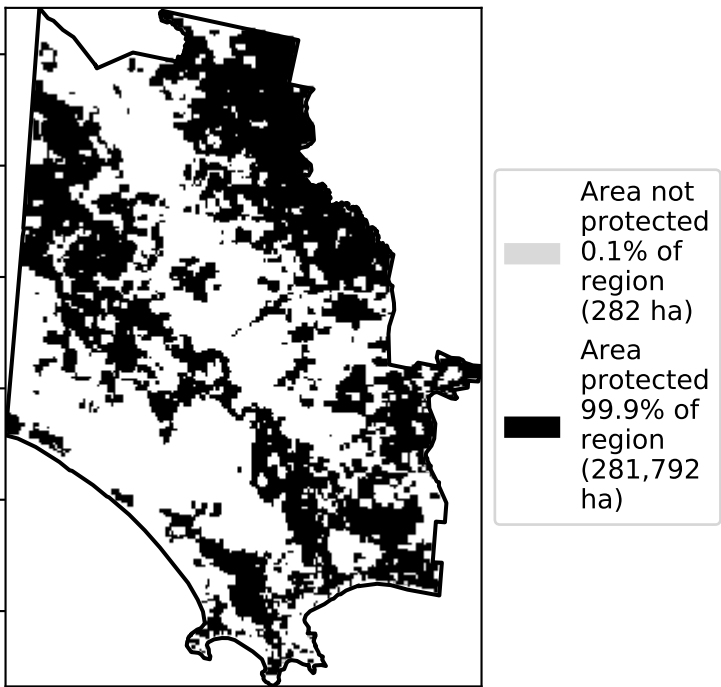 Area not
protected
0.1% of
region
(282 ha)
Area
protected
99.9% of
region
(281,792
ha)